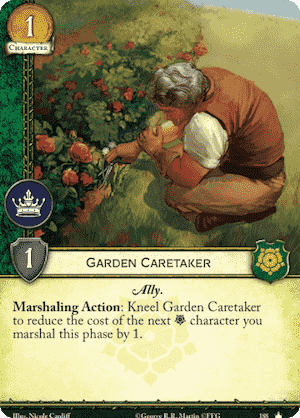 1
CHARACTER
1
GARDEN CARETAKER
Ally.
Marshaling Action: Kneel Garden Caretaker
to reduce the cost of the next character you
marshal this phase by 1.
Illus. Nicole Cardiff ©George R.R. Martin ©FFG 188